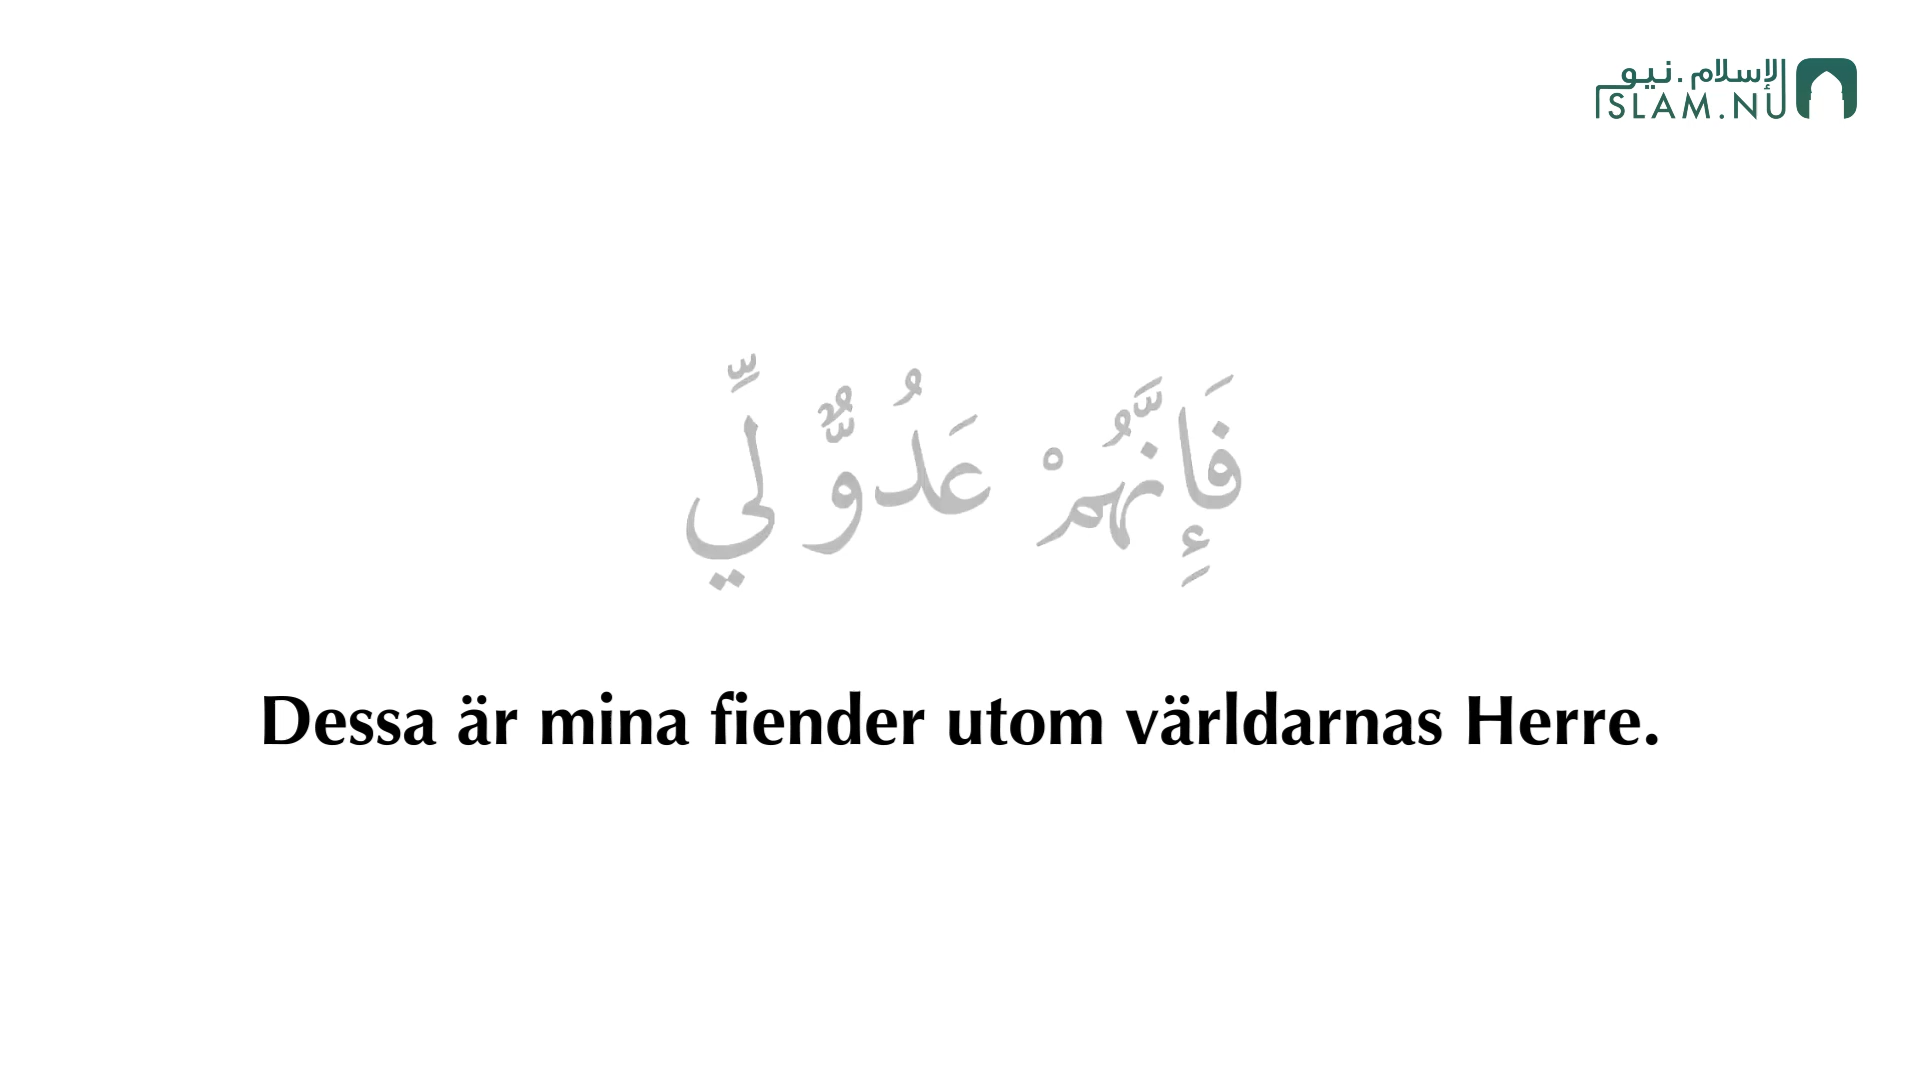 الإسلام.نيو
ISLAM.NU
فَإِنَّهُمْ عَدُوٌّ لِّي
Dessa är mina fiender utom världarnas Herre.